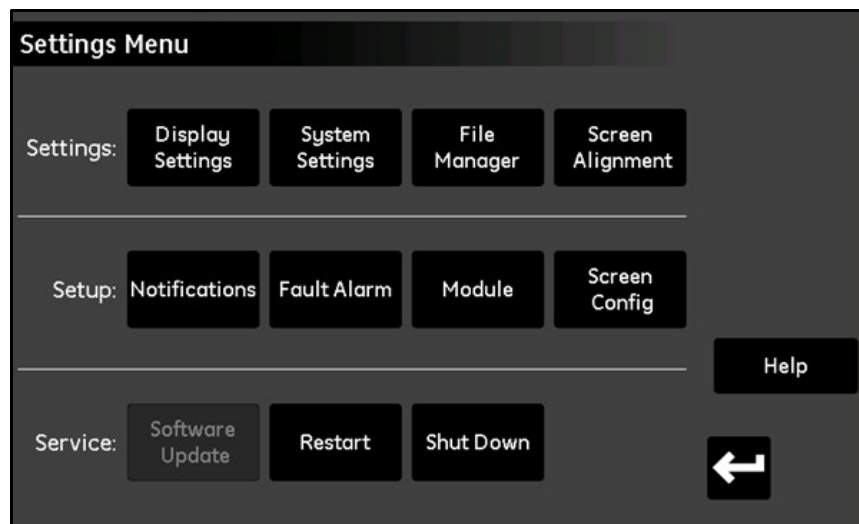 Settings Menu
Settings:
Display
Settings
System
Settings
File
Manager
Screen
Alignment
Setup:
Notifications
Fault Alarm
Module
Screen
Config
Help
Service:
Software
Update
Restart
Shut Down